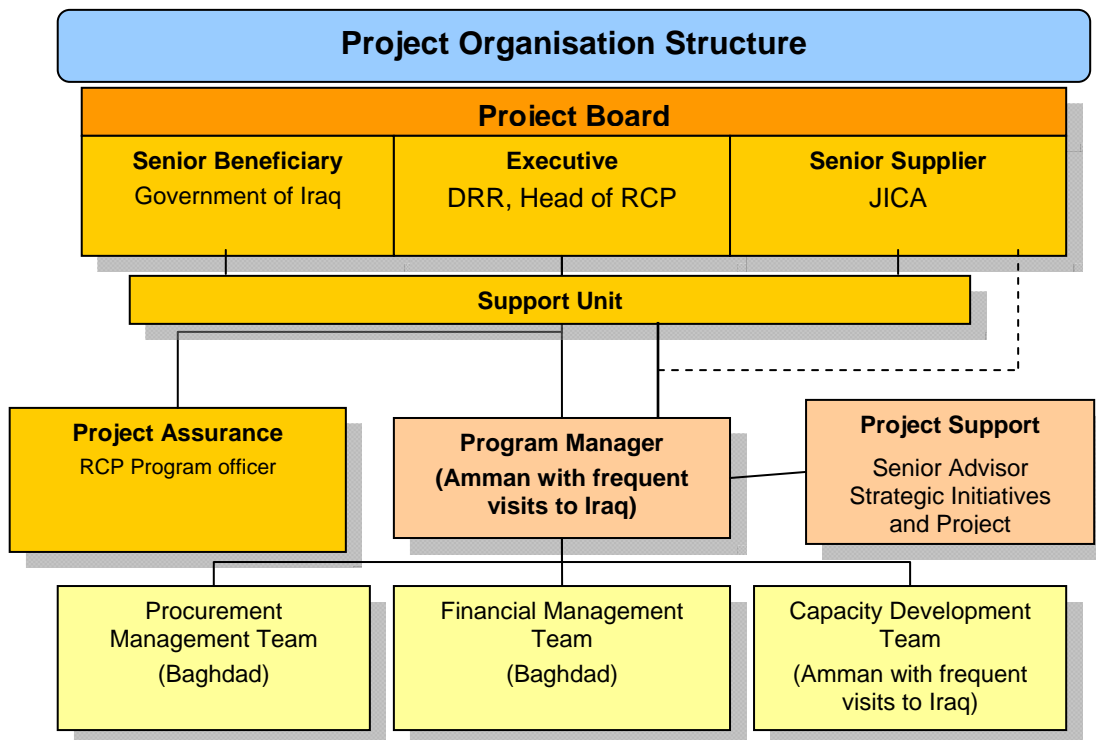 Project Organisation Structure
Project Board
Senior Beneficiary
Government of Iraq
Executive
DRR, Head of RCP
Senior Supplier
JICA
Support Unit
Project Assurance
RCP Program officer
Program Manager
(Amman with frequent
visits to Iraq)
Project Support
Senior Advisor
Strategic Initiatives
and Project
Procurement
Management Team
(Baghdad)
Financial Management
Team
(Baghdad)
Capacity Development
Team
(Amman with frequent
visits to Iraq)